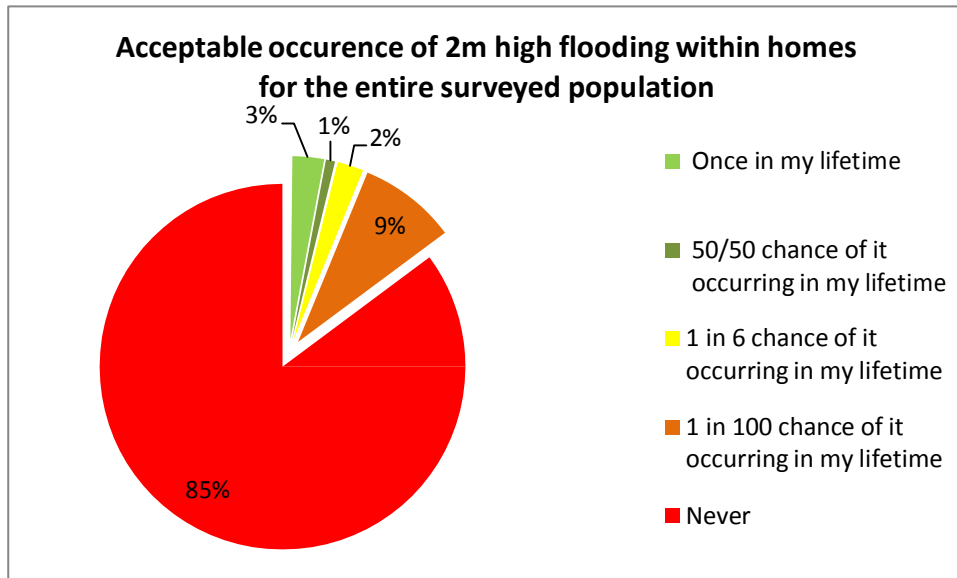 Acceptable occurence of 2m high flooding within homes
for the entire surveyed population
3%
1%
2%
9%
85%
Once in my lifetime
50/50 chance of it
occurring in my lifetime
1 in 6 chance of it
occurring in my lifetime
1 in 100 chance of it
occurring in my lifetime
Never